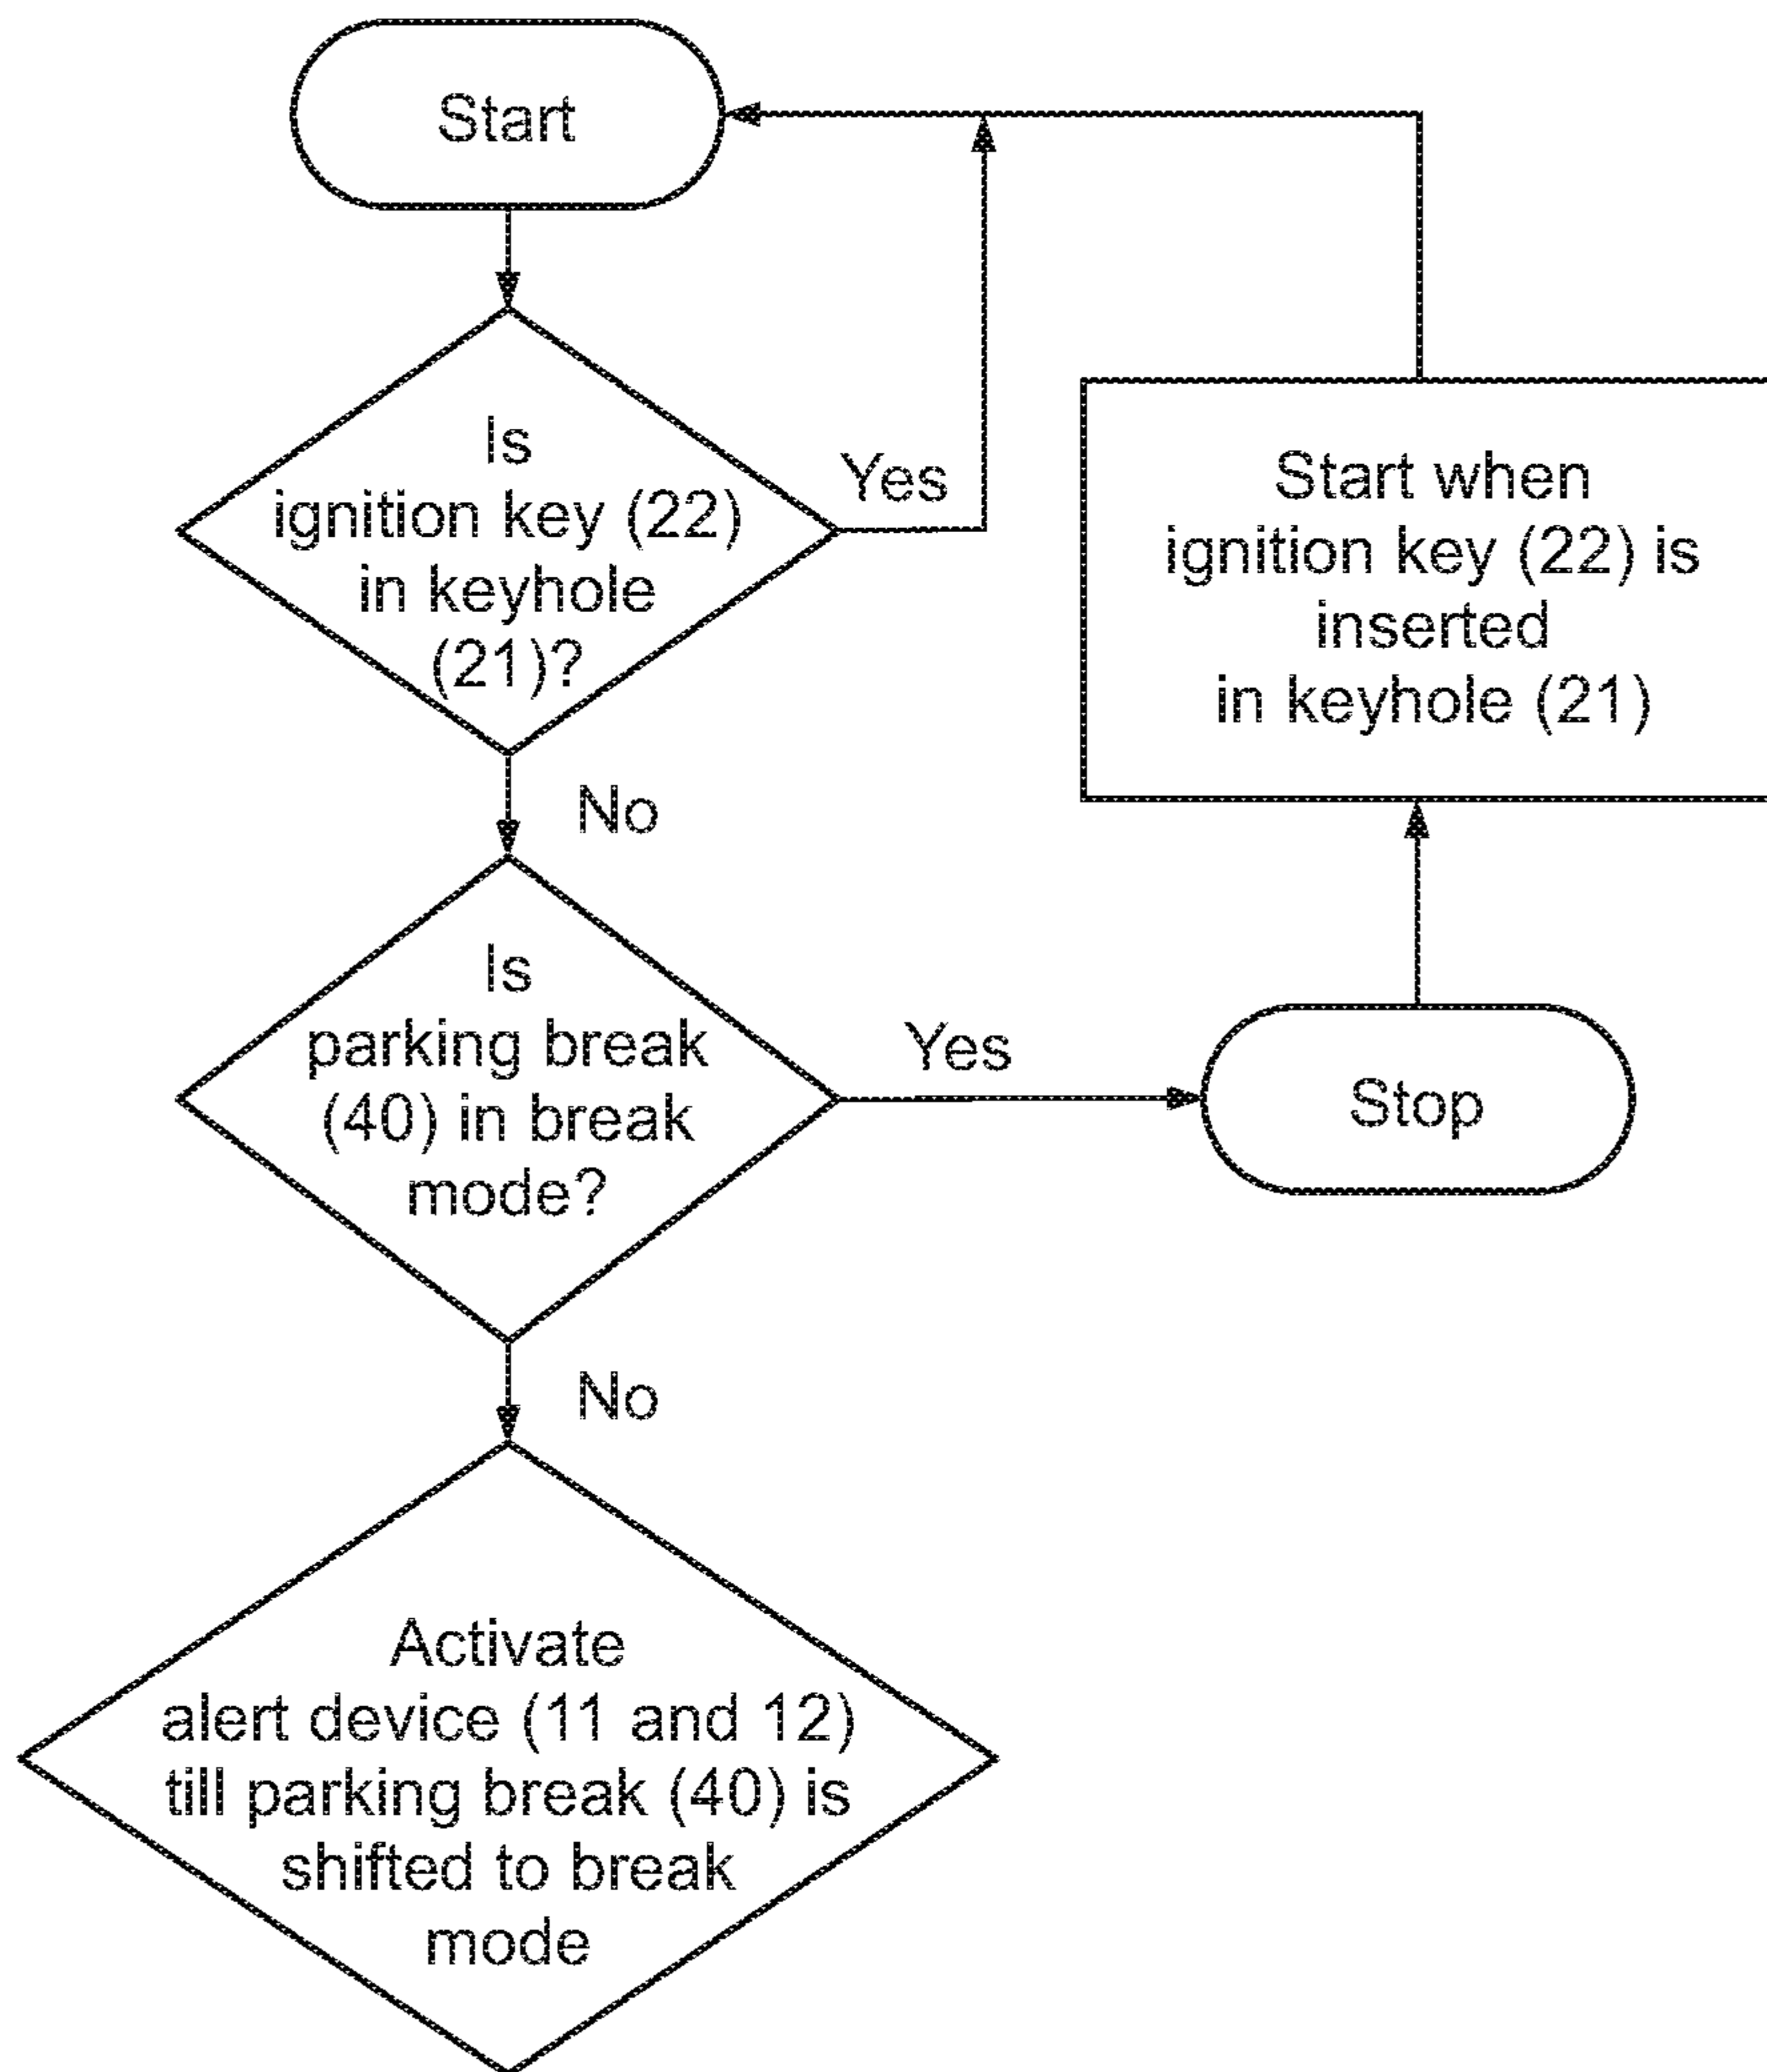 Start
Is
ignition key (22)
in keyhole
(21)?
Yes
Start when
ignition key (22) is
inserted
in keyhole (21)
No
Is
parking break
(40) in break
mode?
Yes
Stop
No
Activate
alert device (11 and 12)
till parking break (40) is
shifted to break
mode